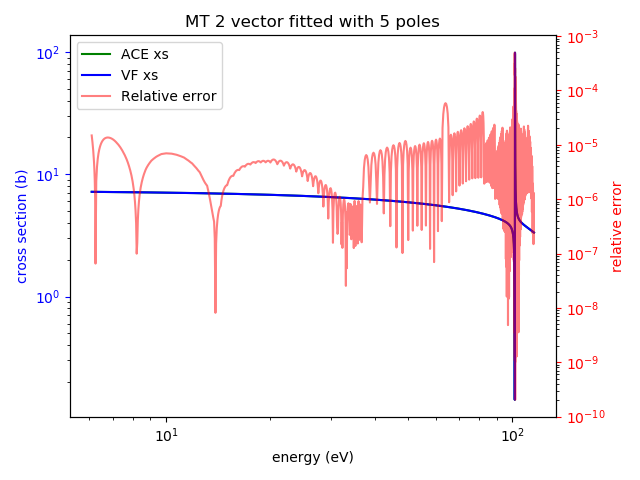 MT 2 vector fitted with 5 poles
ACE xs
VF xs
Relative error
cross section (b)
10²
10¹
10⁰
relative error
10⁻³
10⁻⁴
10⁻⁵
10⁻⁶
10⁻⁷
10⁻⁸
10⁻⁹
10⁻¹⁰
10¹
10²
energy (eV)